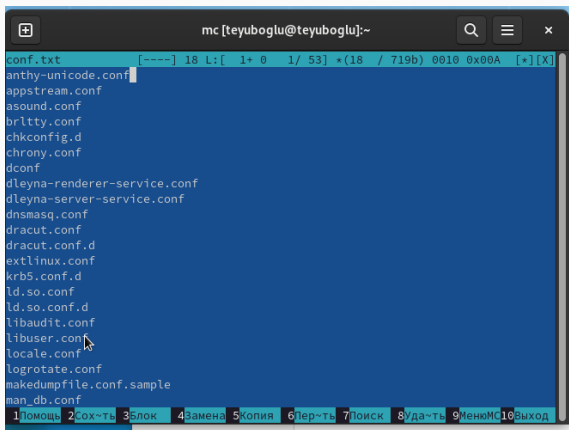 mc [teyuboglu@teyuboglu]:~
conf.txt [----] 18 L:[ 1+ 0 1/ 53] *(18 / 719b) 0010 0x00A [*][X]
anthy-unicode.conf
appstream.conf
asound.conf
brltty.conf
chkconfig.d
chrony.conf
dconf
dleyna-renderer-service.conf
dleyna-server-service.conf
dnsmasq.conf
dracut.conf
dracut.conf.d
extlinux.conf
krb5.conf.d
ld.so.conf
ld.so.conf.d
libaudit.conf
libuser.conf
locale.conf
logrotate.conf
makedumpfile.conf.sample
man_db.conf
1Помощь 2Сох~ть 3Блок 4Замена 5Копия 6Пер~ть 7Поиск 8Уда~ть 9МенюMC 10Выход